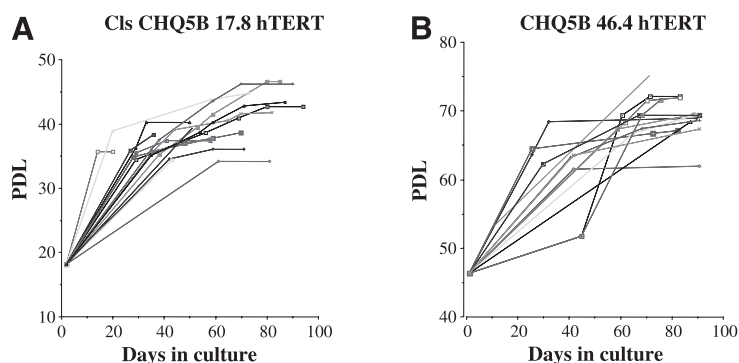 A
Cls CHQ5B 17.8 hTERT
50
40
30
20
10
PDL
0 20 40 60 80 100
Days in culture
B
CHQ5B 46.4 hTERT
80
70
60
50
40
PDL
0 20 40 60 80 100
Days in culture